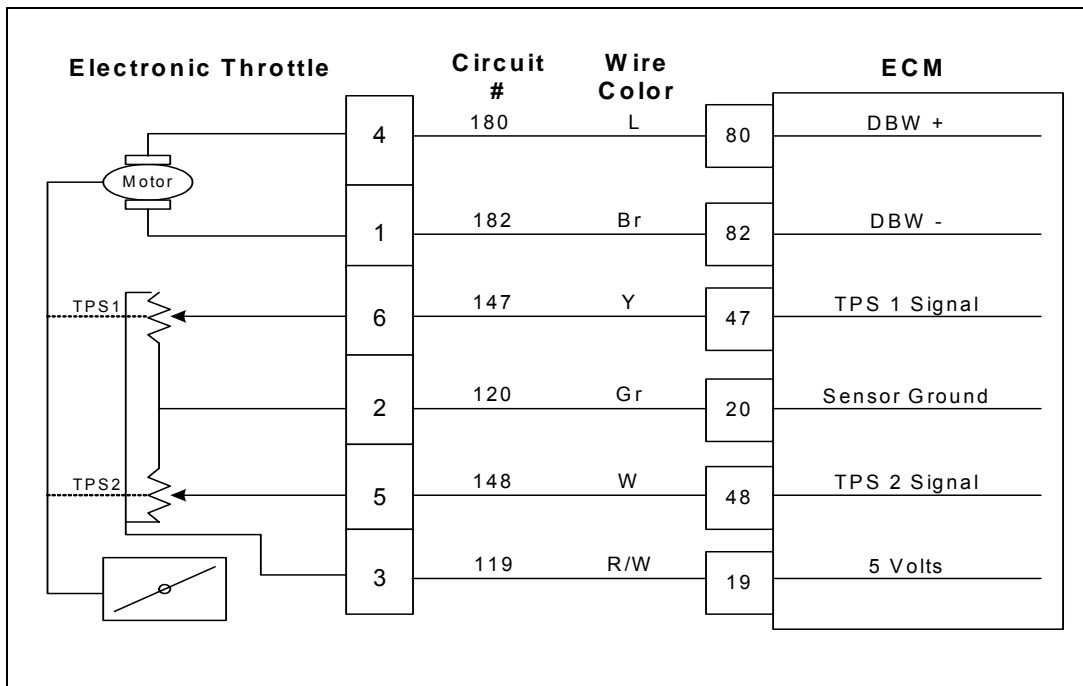 Electronic Throttle
Circuit
#
Wire
Color
ECM
4
180
L
80
DBW +
Motor
1
182
Br
82
DBW -
TPS1
6
147
Y
47
TPS 1 Signal
2
120
Gr
20
Sensor Ground
TPS2
5
148
W
48
TPS 2 Signal
3
119
R/W
19
5 Volts